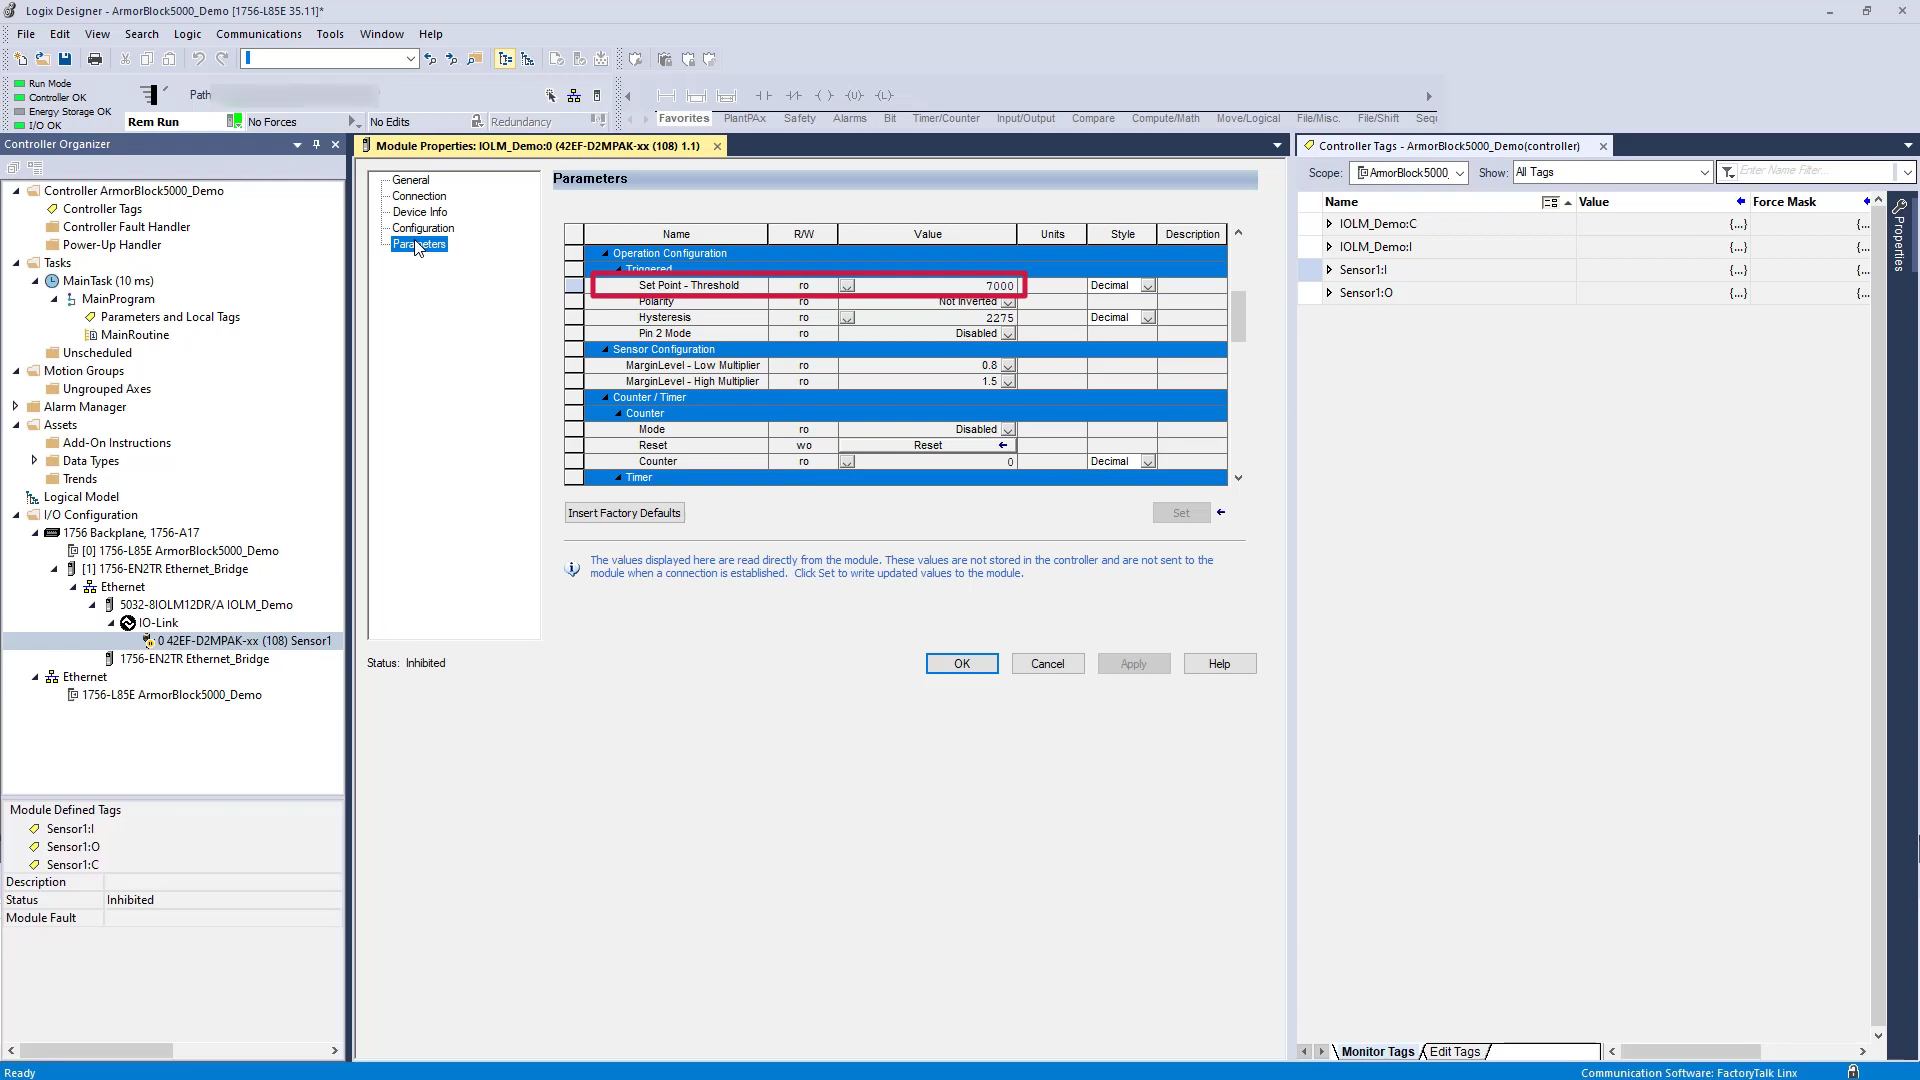 Logix Designer - ArmorBlock5000_Demo [1756-L85E 35.11]*
File Edit View Search Logic Communications Tools Window Help
Run Mode
Controller OK
Energy Storage OK
I/O OK
Path
Rem Run
No Forces
No Edits
Redundancy
Favorites PlantPAx Safety Alarms Bit Timer/Counter Input/Output Compare Compute/Math Move/Logical File/Misc. File/Shift Sequ
Controller Organizer
Controller ArmorBlock5000_Demo
Controller Tags
Controller Fault Handler
Power-Up Handler
Tasks
MainTask (10 ms)
MainProgram
Parameters and Local Tags
MainRoutine
Unscheduled
Motion Groups
Ungrouped Axes
Alarm Manager
Assets
Add-On Instructions
Data Types
Trends
Logical Model
I/O Configuration
1756 Backplane, 1756-A17
[0] 1756-L85E ArmorBlock5000_Demo
[1] 1756-EN2TR Ethernet_Bridge
Ethernet
5032-8IOLM12DR/A IOLM_Demo
IO-Link
0 42EF-D2MPAK-xx (108) Sensor1
1756-EN2TR Ethernet_Bridge
Ethernet
1756-L85E ArmorBlock5000_Demo
Module Defined Tags
Sensor1:I
Sensor1:O
Sensor1:C
Description
Status Inhibited
Module Fault
Module Properties: IOLM_Demo:0 (42EF-D2MPAK-xx (108) 1.1)
General
Connection
Device Info
Configuration
Parameters
Parameters
Name R/W Value Units Style Description
Operation Configuration
Triggered
Set Point - Threshold ro 7000 Decimal
Polarity ro Not Inverted
Hysteresis ro 2275 Decimal
Pin 2 Mode ro Disabled
Sensor Configuration
MarginLevel - Low Multiplier ro 0.8
MarginLevel - High Multiplier ro 1.5
Counter / Timer
Counter
Mode ro Disabled
Reset wo Reset
Counter ro 0 Decimal
Timer
Insert Factory Defaults
Set
The values displayed here are read directly from the module. These values are not stored in the controller and are not sent to the
module when a connection is established. Click Set to write updated values to the module.
Status: Inhibited
OK Cancel Apply Help
Controller Tags - ArmorBlock5000_Demo(controller)
Scope: ArmorBlock5000_ Show: All Tags Enter Name Filter...
Name Value Force Mask
IOLM_Demo:C {...} {...
IOLM_Demo:I {...} {...
Sensor1:I {...} {...
Sensor1:O {...} {...
Properties
Monitor Tags Edit Tags
Ready
Communication Software: FactoryTalk Linx